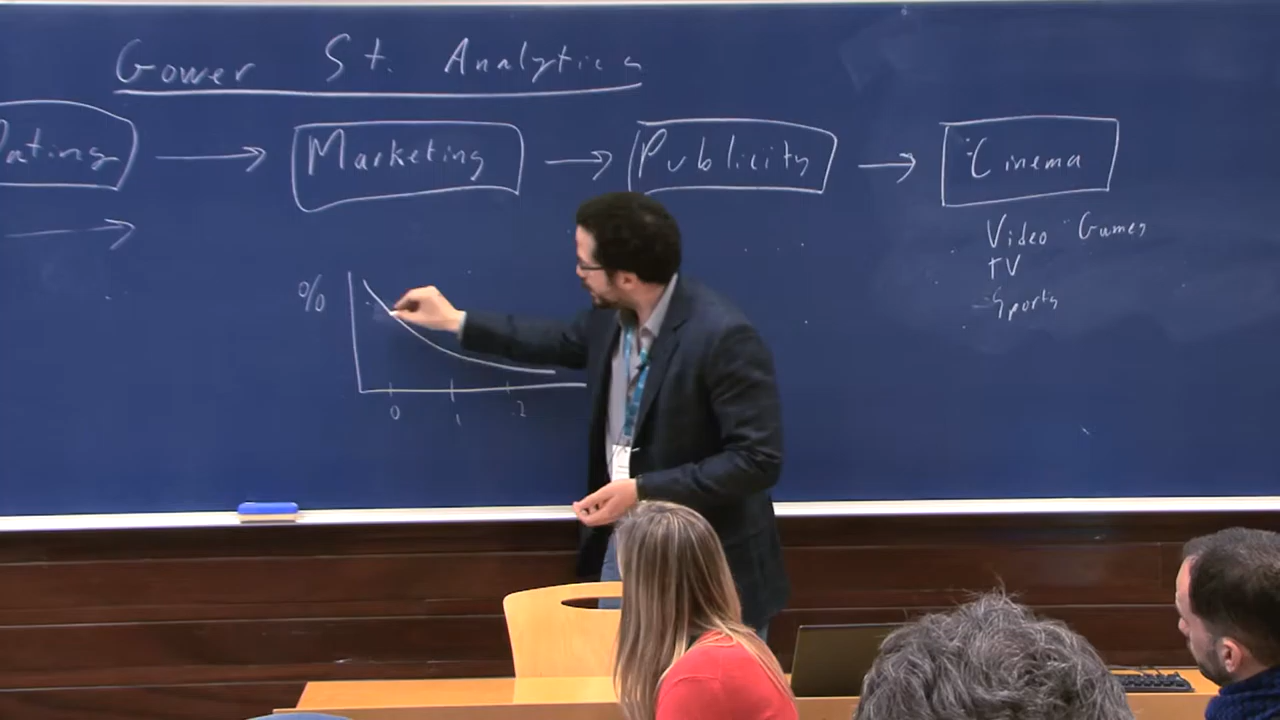 Gower St. Analytics
ating → Marketing → Publicity → Cinema
Video Games
TV
Sports
%
0 1 2